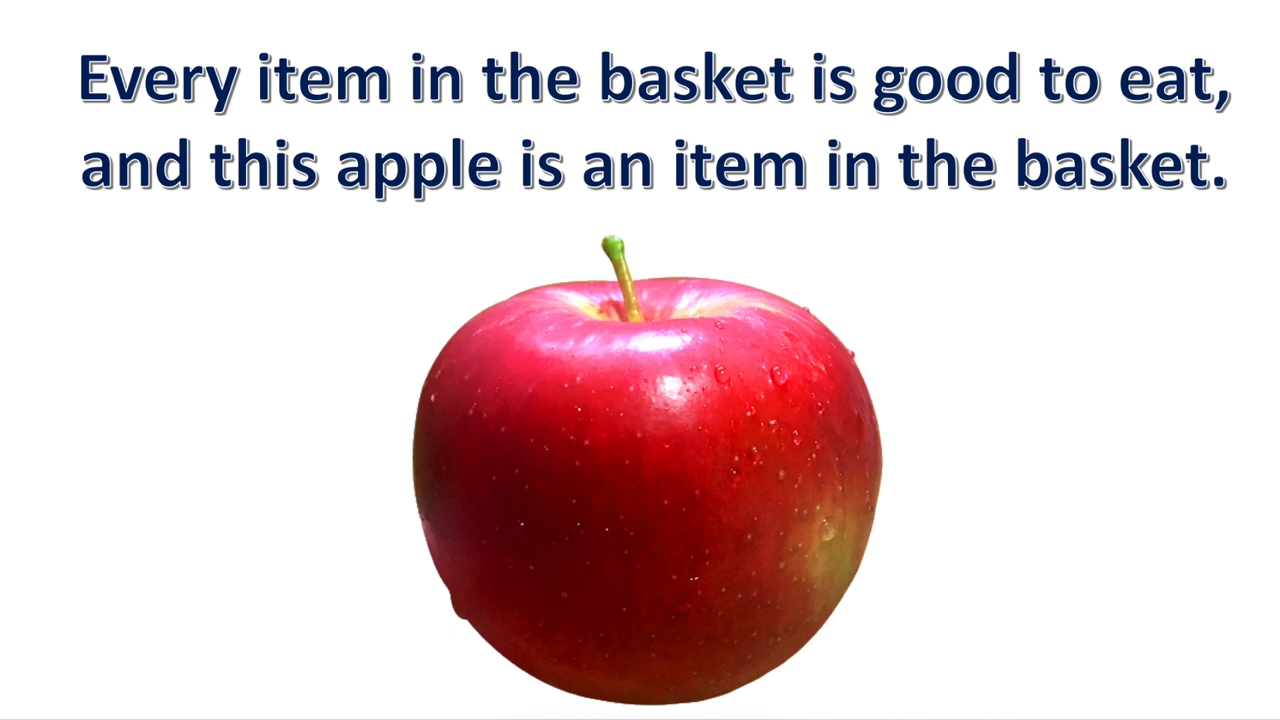 Every item in the basket is good to eat,
and this apple is an item in the basket.